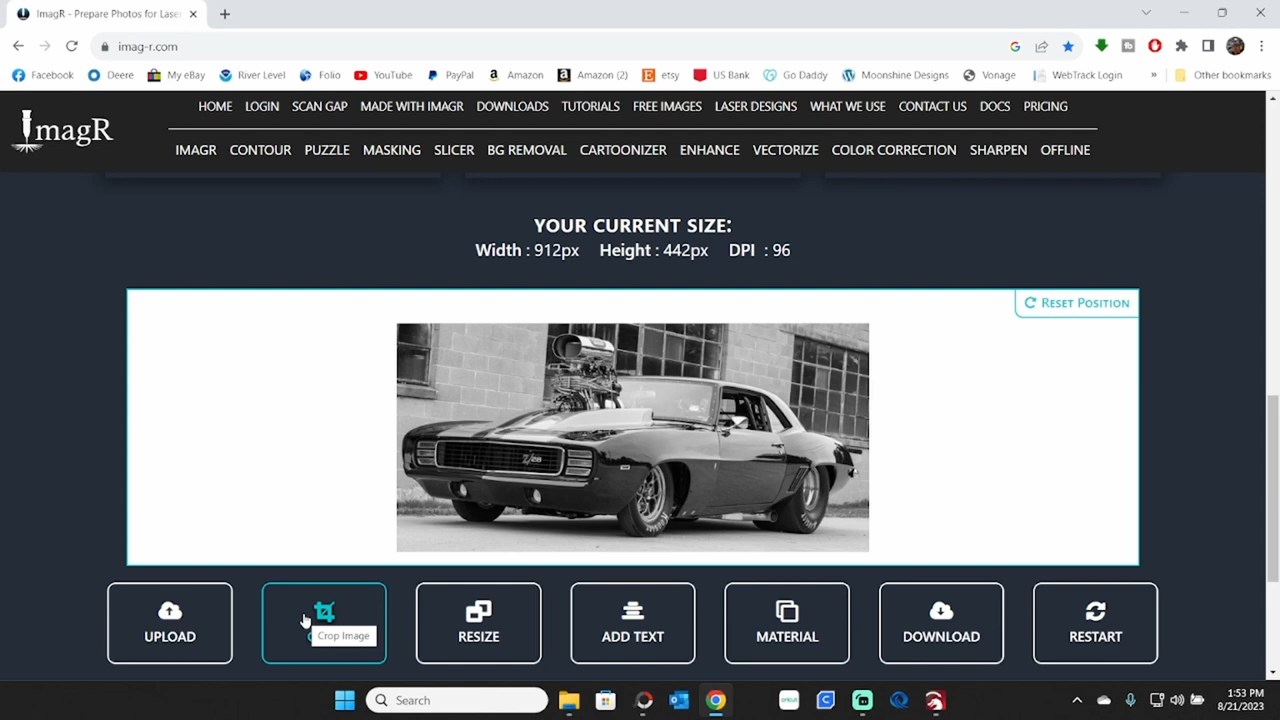 ImagR - Prepare Photos for Laser
imag-r.com
Facebook Deere My eBay River Level Folio YouTube PayPal Amazon Amazon (2) etsy US Bank Go Daddy Moonshine Designs Vonage WebTrack Login » Other bookmarks
HOME LOGIN SCAN GAP MADE WITH IMAGR DOWNLOADS TUTORIALS FREE IMAGES LASER DESIGNS WHAT WE USE CONTACT US DOCS PRICING
ImagR
IMAGR CONTOUR PUZZLE MASKING SLICER BG REMOVAL CARTOONIZER ENHANCE VECTORIZE COLOR CORRECTION SHARPEN OFFLINE
YOUR CURRENT SIZE:
Width : 912px Height : 442px DPI : 96
RESET POSITION
Z/28
UPLOAD Crop Image RESIZE ADD TEXT MATERIAL DOWNLOAD RESTART
Search
1:53 PM
8/21/2023